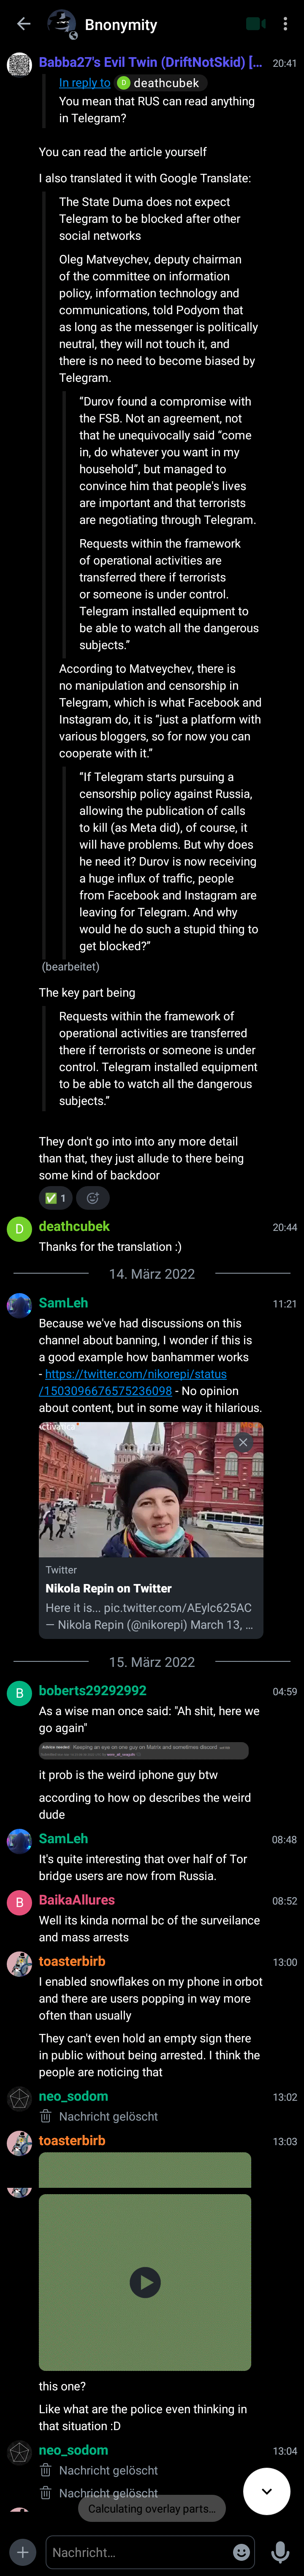 Bnonymity
Babba27's Evil Twin (DriftNotSkid) [... 20:41
In reply to D deathcubek
You mean that RUS can read anything
in Telegram?
You can read the article yourself
I also translated it with Google Translate:
The State Duma does not expect
Telegram to be blocked after other
social networks
Oleg Matveychev, deputy chairman
of the committee on information
policy, information technology and
communications, told Podyom that
as long as the messenger is politically
neutral, they will not touch it, and
there is no need to become biased by
Telegram.
“Durov found a compromise with
the FSB. Not an agreement, not
that he unequivocally said “come
in, do whatever you want in my
household”, but managed to
convince him that people's lives
are important and that terrorists
are negotiating through Telegram.
Requests within the framework
of operational activities are
transferred there if terrorists
or someone is under control.
Telegram installed equipment to
be able to watch all the dangerous
subjects.”
According to Matveychev, there is
no manipulation and censorship in
Telegram, which is what Facebook and
Instagram do, it is “just a platform with
various bloggers, so for now you can
cooperate with it.”
“If Telegram starts pursuing a
censorship policy against Russia,
allowing the publication of calls
to kill (as Meta did), of course, it
will have problems. But why does
he need it? Durov is now receiving
a huge influx of traffic, people
from Facebook and Instagram are
leaving for Telegram. And why
would he do such a stupid thing to
get blocked?”
(bearbeitet)
The key part being
Requests within the framework of
operational activities are transferred
there if terrorists or someone is under
control. Telegram installed equipment
to be able to watch all the dangerous
subjects.”
They don't go into into any more detail
than that, they just allude to there being
some kind of backdoor
1
D deathcubek 20:44
Thanks for the translation :)
14. März 2022
SamLeh 11:21
Because we've had discussions on this
channel about banning, I wonder if this is
a good example how banhammer works
- https://twitter.com/nikorepi/status
/1503096676575236098 - No opinion
about content, but in some way it hilarious.
Twitter
Nikola Repin on Twitter
Here it is... pic.twitter.com/AEylc625AC
— Nikola Repin (@nikorepi) March 13, ...
15. März 2022
B boberts29292992 04:59
As a wise man once said: "Ah shit, here we
go again"
Advice needed: Keeping an eye on one guy on Matrix and sometimes discord
it prob is the weird iphone guy btw
according to how op describes the weird
dude
SamLeh 08:48
It's quite interesting that over half of Tor
bridge users are now from Russia.
B BaikaAllures 08:52
Well its kinda normal bc of the surveilance
and mass arrests
toasterbirb 13:00
I enabled snowflakes on my phone in orbot
and there are users popping in way more
often than usually
They can't even hold an empty sign there
in public without being arrested. I think the
people are noticing that
neo_sodom 13:02
Nachricht gelöscht
toasterbirb 13:03
this one?
Like what are the police even thinking in
that situation :D
neo_sodom 13:04
Nachricht gelöscht
Nachricht gelöscht
Calculating overlay parts...
Nachricht...